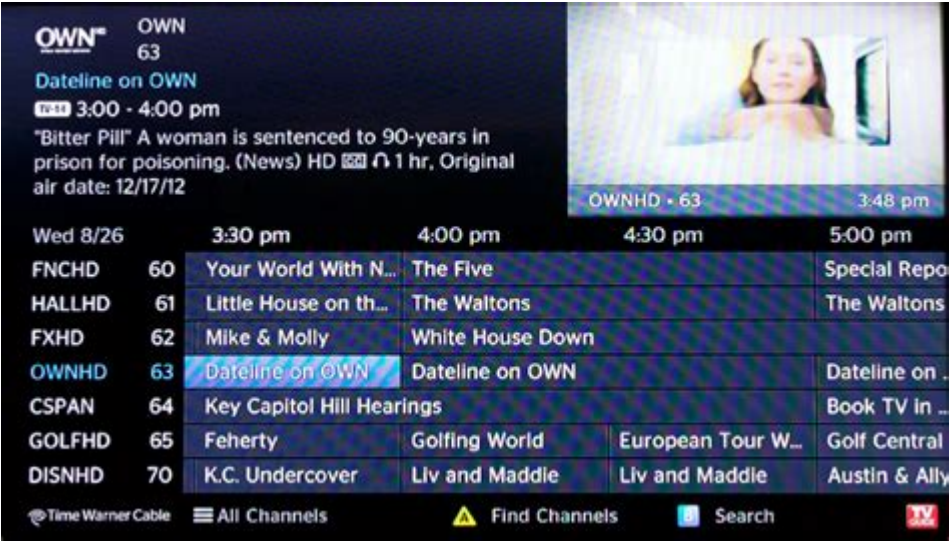 OWN
OWN
63
Dateline on OWN
TV-14 3:00 - 4:00 pm
"Bitter Pill" A woman is sentenced to 90-years in
prison for poisoning. (News) HD CC 1 hr, Original
air date: 12/17/12
OWNHD • 63 3:48 pm
Wed 8/26 3:30 pm 4:00 pm 4:30 pm 5:00 pm
FNCHD 60 Your World With N... The Five Special Repo
HALLHD 61 Little House on th... The Waltons The Waltons
FXHD 62 Mike & Molly White House Down
OWNHD 63 Dateline on OWN Dateline on OWN Dateline on ..
CSPAN 64 Key Capitol Hill Hearings Book TV in ...
GOLFHD 65 Feherty Golfing World European Tour W... Golf Central
DISNHD 70 K.C. Undercover Liv and Maddie Liv and Maddie Austin & Ally
Time Warner Cable All Channels A Find Channels B Search TV GUIDE